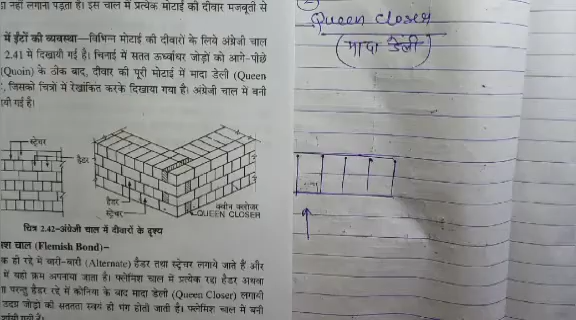 नहीं लगाना पड़ता है। इस चाल में प्रत्येक मोटाई की दीवार मजबूती से
में ईंटों की व्यवस्था—विभिन्न मोटाई की दीवारों के लिये अंग्रेजी चाल
2.41 में दिखायी गई हैं। चिनाई में सतत ऊर्ध्वाधर जोड़ों को आगे-पीछे
(Quoin) के ठीक बाद, दीवार की पूरी मोटाई में मादा डेली (Queen
जिसको चित्रों में रेखांकित करके दिखाया गया है। अंग्रेजी चाल में बनी
गयी गई हैं।
स्ट्रेचर
हैडर
हैडर
स्ट्रेचर
क्वीन क्लोजर
QUEEN CLOSER
चित्र 2.42-अंग्रेजी चाल में दीवारों के दृश्य
चाल (Flemish Bond)–
क ही रद्दे में बारी-बारी (Alternate) हैडर तथा स्ट्रेचर लगाये जाते हैं और
में यही क्रम अपनाया जाता है। फ्लेमिश चाल में प्रत्येक रद्दा हैडर अथवा
परन्तु हैडर रद्दे में कोनिया के बाद मादा डेली (Queen Closer) लगायी
जोड़ों की सततता स्वयं ही भंग होती जाती है। फ्लेमिश चाल में बनी
Queen closer
(मादा डेली)